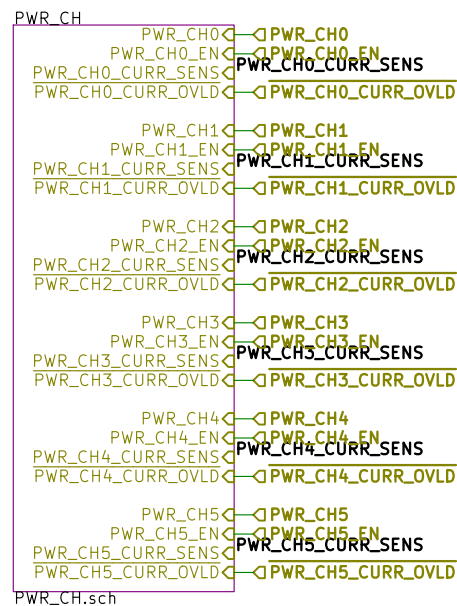 PWR_CH
PWR_CH0 PWR_CH0
PWR_CH0_EN PWR_CH0_EN
PWR_CH0_CURR_SENS PWR_CH0_CURR_SENS
PWR_CH0_CURR_OVLD PWR_CH0_CURR_OVLD
PWR_CH1 PWR_CH1
PWR_CH1_EN PWR_CH1_EN
PWR_CH1_CURR_SENS PWR_CH1_CURR_SENS
PWR_CH1_CURR_OVLD PWR_CH1_CURR_OVLD
PWR_CH2 PWR_CH2
PWR_CH2_EN PWR_CH2_EN
PWR_CH2_CURR_SENS PWR_CH2_CURR_SENS
PWR_CH2_CURR_OVLD PWR_CH2_CURR_OVLD
PWR_CH3 PWR_CH3
PWR_CH3_EN PWR_CH3_EN
PWR_CH3_CURR_SENS PWR_CH3_CURR_SENS
PWR_CH3_CURR_OVLD PWR_CH3_CURR_OVLD
PWR_CH4 PWR_CH4
PWR_CH4_EN PWR_CH4_EN
PWR_CH4_CURR_SENS PWR_CH4_CURR_SENS
PWR_CH4_CURR_OVLD PWR_CH4_CURR_OVLD
PWR_CH5 PWR_CH5
PWR_CH5_EN PWR_CH5_EN
PWR_CH5_CURR_SENS PWR_CH5_CURR_SENS
PWR_CH5_CURR_OVLD PWR_CH5_CURR_OVLD
PWR_CH.sch